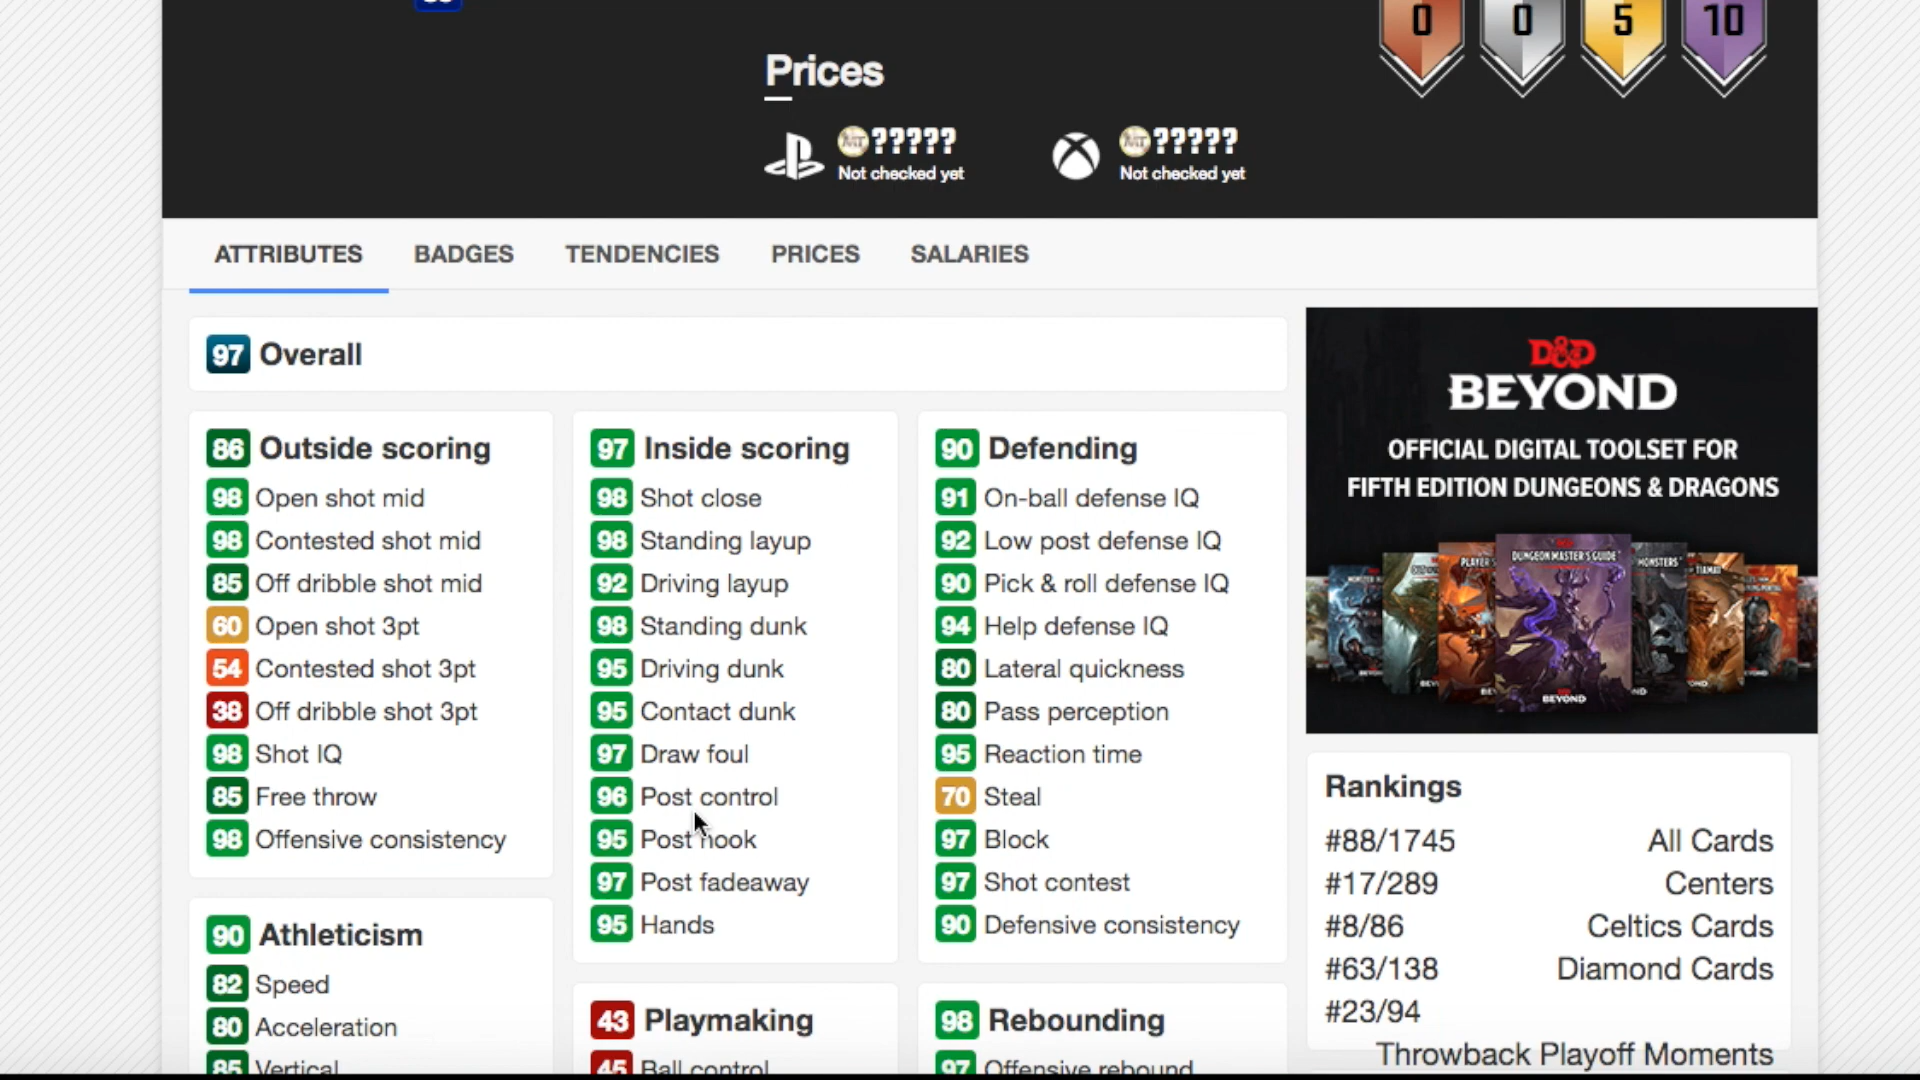 0 0 5 10
Prices
?????
Not checked yet
?????
Not checked yet
ATTRIBUTES BADGES TENDENCIES PRICES SALARIES
97 Overall
86 Outside scoring
98 Open shot mid
98 Contested shot mid
85 Off dribble shot mid
60 Open shot 3pt
54 Contested shot 3pt
38 Off dribble shot 3pt
98 Shot IQ
85 Free throw
98 Offensive consistency
90 Athleticism
82 Speed
80 Acceleration
85 Vertical
97 Inside scoring
98 Shot close
98 Standing layup
92 Driving layup
98 Standing dunk
95 Driving dunk
95 Contact dunk
97 Draw foul
96 Post control
95 Post hook
97 Post fadeaway
95 Hands
43 Playmaking
45 Ball control
90 Defending
91 On-ball defense IQ
92 Low post defense IQ
90 Pick & roll defense IQ
94 Help defense IQ
80 Lateral quickness
80 Pass perception
95 Reaction time
70 Steal
97 Block
97 Shot contest
90 Defensive consistency
98 Rebounding
97 Offensive rebound
D&D
BEYOND
OFFICIAL DIGITAL TOOLSET FOR
FIFTH EDITION DUNGEONS & DRAGONS
DUNGEON MASTER'S GUIDE
BEYOND
Rankings
#88/1745 All Cards
#17/289 Centers
#8/86 Celtics Cards
#63/138 Diamond Cards
#23/94
Throwback Playoff Moments